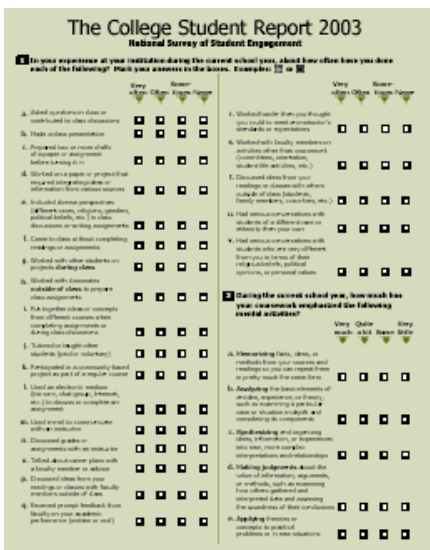 The College Student Report 2003
National Survey of Student Engagement
1 In your experience at your institution during the current school year, about how often have you done
each of the following? Mark your answers in the boxes. Examples: or
Very often Often Some-times Never
a. Asked questions in class or
contributed to class discussions
b. Made a class presentation
c. Prepared two or more drafts
of a paper or assignment
before turning it in
d. Worked on a paper or project that
required integrating ideas or
information from various sources
e. Included diverse perspectives
(different races, religions, genders,
political beliefs, etc.) in class
discussions or writing assignments
f. Came to class without completing
readings or assignments
g. Worked with other students on
projects during class
h. Worked with classmates
outside of class to prepare
class assignments
i. Put together ideas or concepts
from different courses when
completing assignments or
during class discussions
j. Tutored or taught other
students (paid or voluntary)
k. Participated in a community-based
project as part of a regular course
l. Used an electronic medium
(list-serv, chat group, Internet,
etc.) to discuss or complete an
assignment
m. Used email to communicate
with an instructor
n. Discussed grades or
assignments with an instructor
o. Talked about career plans with
a faculty member or advisor
p. Discussed ideas from your
readings or classes with faculty
members outside of class
q. Received prompt feedback from
faculty on your academic
performance (written or oral)
Very often Often Some-times Never
r. Worked harder than you thought
you could to meet an instructor's
standards or expectations
s. Worked with faculty members on
activities other than coursework
(committees, orientation,
student life activities, etc.)
t. Discussed ideas from your
readings or classes with others
outside of class (students,
family members, coworkers, etc.)
u. Had serious conversations with
students of a different race or
ethnicity than your own
v. Had serious conversations with
students who are very different
from you in terms of their
religious beliefs, political
opinions, or personal values
2 During the current school year, how much has
your coursework emphasized the following
mental activities?
Very much Quite a bit Some Very little
a. Memorizing facts, ideas, or
methods from your courses and
readings so you can repeat them
in pretty much the same form
b. Analyzing the basic elements of
an idea, experience, or theory,
such as examining a particular
case or situation in depth and
considering its components
c. Synthesizing and organizing
ideas, information, or experiences
into new, more complex
interpretations and relationships
d. Making judgments about the
value of information, arguments,
or methods, such as examining
how others gathered and
interpreted data and assessing
the soundness of their conclusions
e. Applying theories or
concepts to practical
problems or in new situations